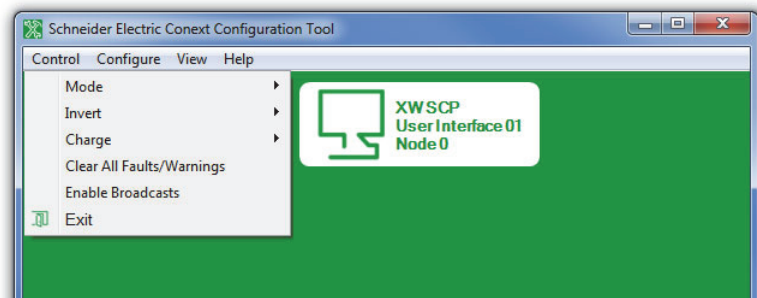 Schneider Electric Conext Configuration Tool
Control Configure View Help
Mode
Invert
Charge
Clear All Faults/Warnings
Enable Broadcasts
Exit
XW SCP
User Interface 01
Node 0